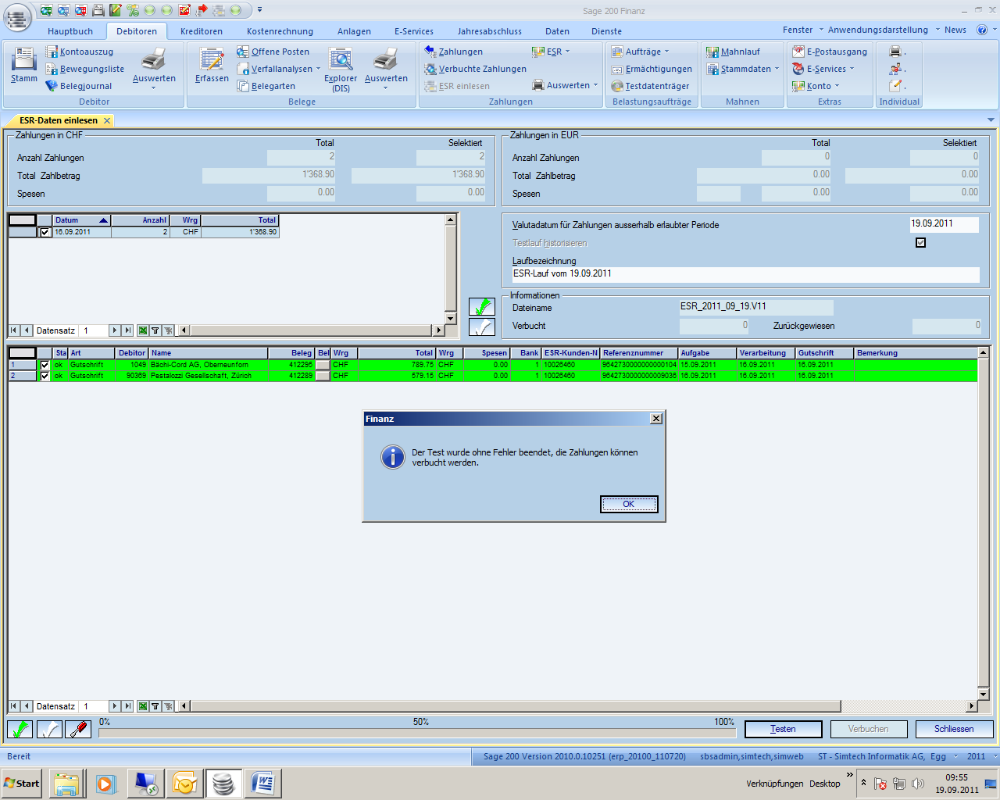 Sage 200 Finanz
Hauptbuch Debitoren Kreditoren Kostenrechnung Anlagen E-Services Jahresabschluss Daten Dienste Fenster Anwendungsdarstellung News
Stamm
Kontoauszug
Bewegungsliste
Belegjournal
Auswerten
Debitor
Erfassen
Offene Posten
Verfallanalysen
Belegarten
Explorer (DIS)
Auswerten
Belege
Zahlungen
Verbuchte Zahlungen
ESR einlesen
ESR
Auswerten
Zahlungen
Aufträge
Ermächtigungen
Testdatenträger
Belastungsaufträge
Mahnlauf
Stammdaten
Mahnen
E-Postausgang
E-Services
Konto
Extras
Individual
ESR-Daten einlesen
Zahlungen in CHF
Total Selektiert
Anzahl Zahlungen 2 2
Total Zahlbetrag 1'368.90 1'368.90
Spesen 0.00 0.00
Zahlungen in EUR
Total Selektiert
Anzahl Zahlungen 0 0
Total Zahlbetrag 0.00 0.00
Spesen 0.00 0.00
Datum Anzahl Wrg Total
16.09.2011 2 CHF 1'368.90
Datensatz 1
Valutadatum für Zahlungen ausserhalb erlaubter Periode 19.09.2011
Testlauf historisieren
Laufbezeichnung
ESR-Lauf vom 19.09.2011
Informationen
Dateiname ESR_2011_09_19.V11
Verbucht 0 Zurückgewiesen 0
Sta Art Debitor Name Beleg Bel Wrg Total Wrg Spesen Bank ESR-Kunden-N Referenznummer Aufgabe Verarbeitung Gutschrift Bemerkung
1 ok Gutschrift 1049 Bächi-Cord AG, Oberneunforn 412295 CHF 789.75 CHF 0.00 1 10026460 9642730000000000104 15.09.2011 16.09.2011 16.09.2011
2 ok Gutschrift 90369 Pestalozzi Gesellschaft, Zürich 412289 CHF 579.15 CHF 0.00 1 10026460 9642730000000009036 16.09.2011 16.09.2011 16.09.2011
Finanz
Der Test wurde ohne Fehler beendet, die Zahlungen können
verbucht werden.
OK
Datensatz 1
0% 50% 100%
Testen Verbuchen Schliessen
Bereit Sage 200 Version 2010.0.10251 (erp_20100_110720) sbsadmin,simtech,simweb ST - Simtech Informatik AG, Egg 2011
Start Verknüpfungen Desktop »
09:55
19.09.2011